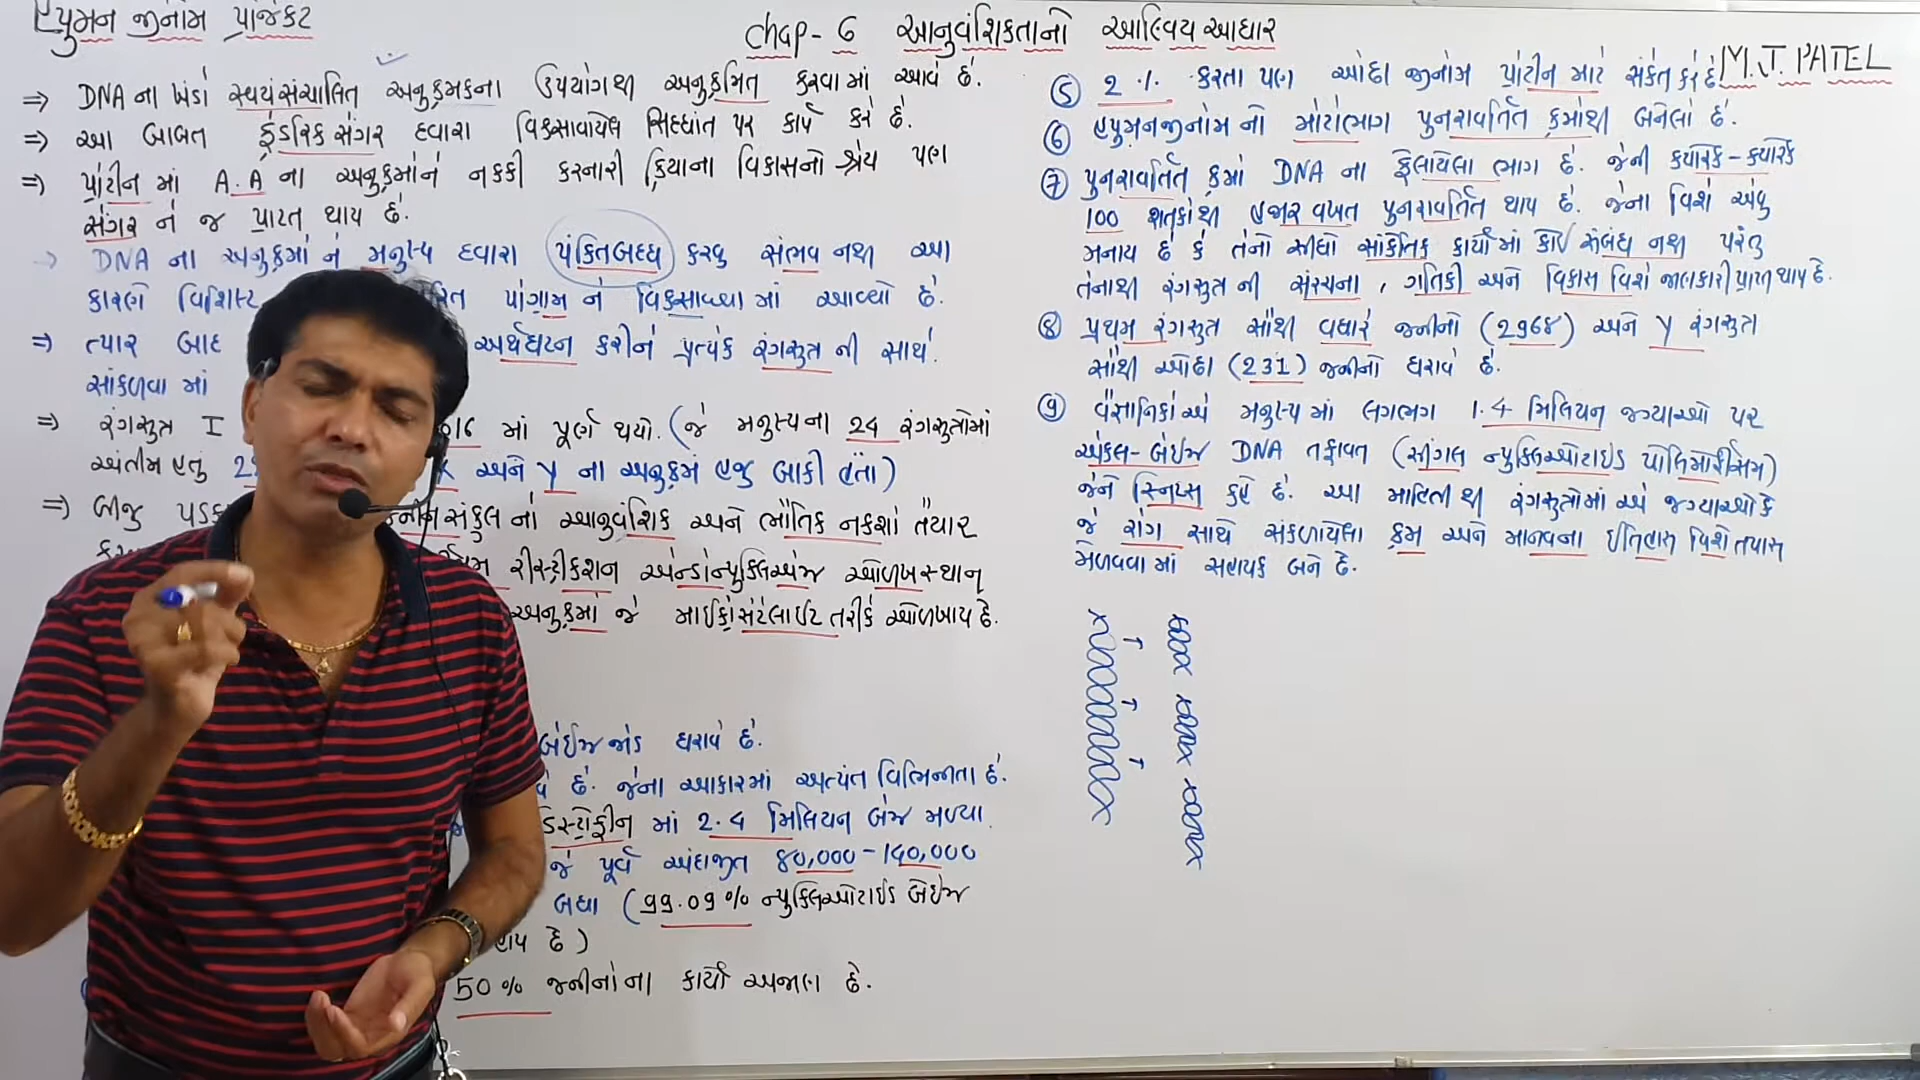 હ્યુમન જીનોમ પ્રોજેક્ટ
Chap - 6 આનુવંશિકતાનો આણ્વિય આધાર
M.J. PATEL
⇒ DNA ના ખંડો સ્વયં સંચાલિત અનુક્રમકના ઉપયોગથી અનુક્રમિત કરવામાં આવે છે.
⇒ આ બાબત ફ્રેડરિક સેંગર દ્વારા વિકસાવાયેલ સિદ્ધાંત પર કાર્ય કરે છે.
⇒ પ્રોટીન માં A.A ના અનુક્રમોને નક્કી કરનારી ક્રિયાના વિકાસનો શ્રેય પણ
સેંગર ને જ પ્રાપ્ત થાય છે.
→ DNA ના અનુક્રમો ને મનુષ્ય દ્વારા પંક્તિબદ્ધ કરવુ સંભવ નથી આ
કારણે વિશિષ્ટ પ્રોગ્રામ ને વિકસાવવામાં આવ્યો છે.
⇒ ત્યાર બાદ અર્થઘટન કરીને પ્રત્યેક રંગસુત્ર ની સાથે.
સાંકળવા માં
⇒ રંગસુત્ર I માં પૂર્ણ થયો. (જે મનુષ્યના 24 રંગસુત્રોમાં
અંતીમ હતું અને Y ના અનુક્રમ હજુ બાકી હતા)
⇒ બીજુ સંકુલ નો આનુવંશિક અને ભૌતિક નકશો તૈયાર
રીસ્ટ્રીક્શન એન્ડોન્યુક્લિએઝ ઓળખસ્થાન
અનુક્રમો જે માઈક્રોસેટેલાઈટ તરીકે ઓળખાય છે.
બેઈઝ જોડ ધરાવે છે.
છે. જેના આકારમાં અત્યંત વિભિન્નતા છે.
ડિસ્ટ્રોફીન માં 2.4 મિલિયન બેઝ મળ્યા.
જે પૂર્વ અંદાજીત 80,000 - 140,000
બધા (99.09% ન્યુક્લિઓટાઈડ બેઈઝ
હોય છે)
50% જનીનો ના કાર્યો અજાણ છે.
⑤ 2 % કરતા પણ ઓછા જીનોમ પ્રોટીન માટે સંકેત કરે છે
⑥ હ્યુમનજીનોમ નો મોટોભાગ પુનરાવર્તિત ક્રમોથી બનેલો છે.
⑦ પુનરાવર્તિત ક્રમો DNA ના ફેલાયેલા ભાગ છે. જેની ક્યારેક - ક્યારેક
100 શતકોથી હજાર વખત પુનરાવર્તિત થાય છે. જેના વિશે એવુ
મનાય છે કે તેનો સીધો સાંકેતિક કાર્યોમાં કોઈ સંબંધ નથી પરંતુ
તેનાથી રંગસુત્ર ની સંરચના, ગતિકી અને વિકાસ વિશે જાણકારી પ્રાપ્ત થાય છે.
⑧ પ્રથમ રંગસુત્ર સૌથી વધારે જનીનો (2968) અને Y રંગસુત્ર
સૌથી ઓછા (231) જનીનો ધરાવે છે.
⑨ વૈજ્ઞાનિકોએ મનુષ્ય માં લગભગ 1.4 મિલિયન જગ્યાઓ પર
એકલ - બેઈઝ DNA તફાવત (સીંગલ ન્યુક્લિઓટાઈડ પોલિમોર્ફીસમ)
જેને સ્નિપ્સ કહે છે. આ માહિતી થી રંગસુત્રોમાં એ જગ્યાઓ કે
જે રોગ સાથે સંકળાયેલા ક્રમ અને માનવના ઈતિહાસ વિશે તપાસ
મેળવવામાં સહાયક બને છે.